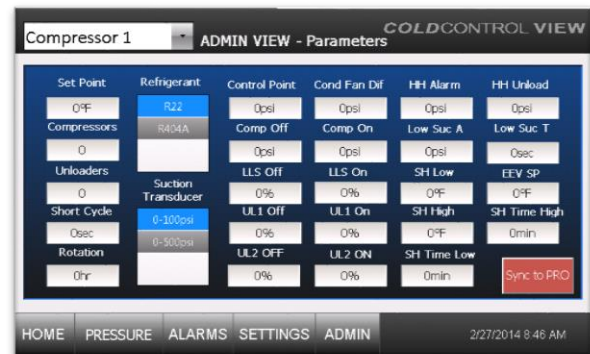 Compressor 1
COLDCONTROL VIEW
ADMIN VIEW - Parameters
Set Point Refrigerant Control Point Cond Fan Dif HH Alarm HH Unload
0ºF R22 0psi 0psi 0psi 0psi
Compressors R404A Comp Off Comp On Low Suc A Low Suc T
0 0psi 0psi 0psi 0sec
Unloaders Suction Transducer LLS Off LLS On SH Low EEV SP
0 0-100psi 0% 0% 0ºF 0ºF
Short Cycle 0-500psi UL1 Off UL1 On SH High SH Time High
0sec 0% 0% 0ºF 0min
Rotation UL2 OFF UL2 ON SH Time Low
0hr 0% 0% 0min Sync to PRO
HOME PRESSURE ALARMS SETTINGS ADMIN 2/27/2014 8:46 AM